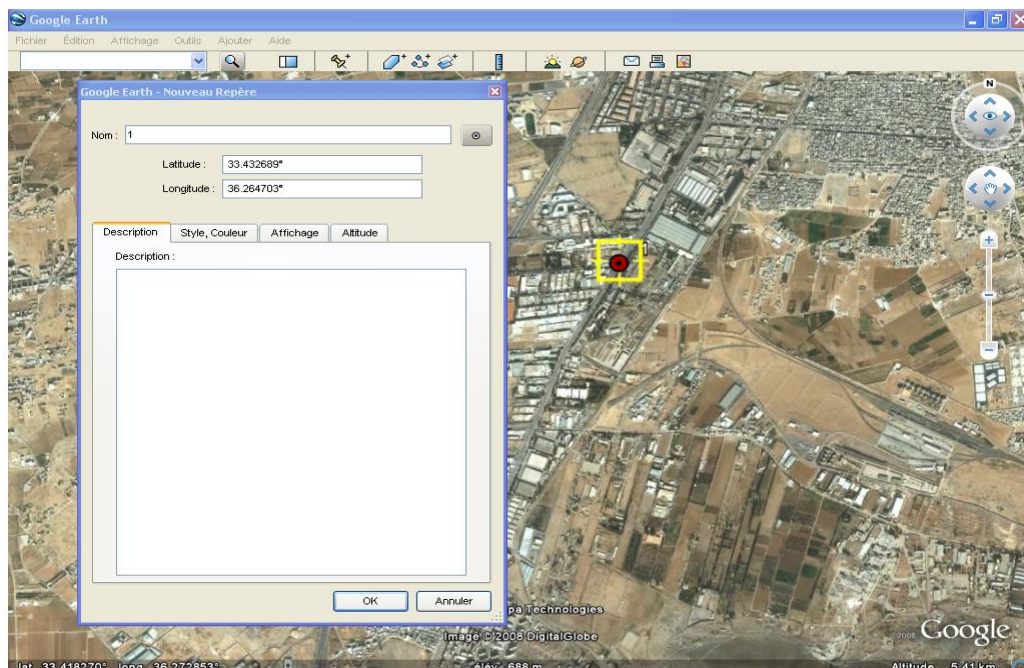 Google Earth
Fichier Édition Affichage Outils Ajouter Aide
Google Earth - Nouveau Repère
N
Nom : 1
Latitude : 33.432689°
Longitude : 36.264703°
Description Style, Couleur Affichage Altitude
Description :
OK Annuler
pa Technologies
Image © 2008 DigitalGlobe
2008 Google
lat 33.418270° long 36.272853° élév 688 m Altitude 5.41 km